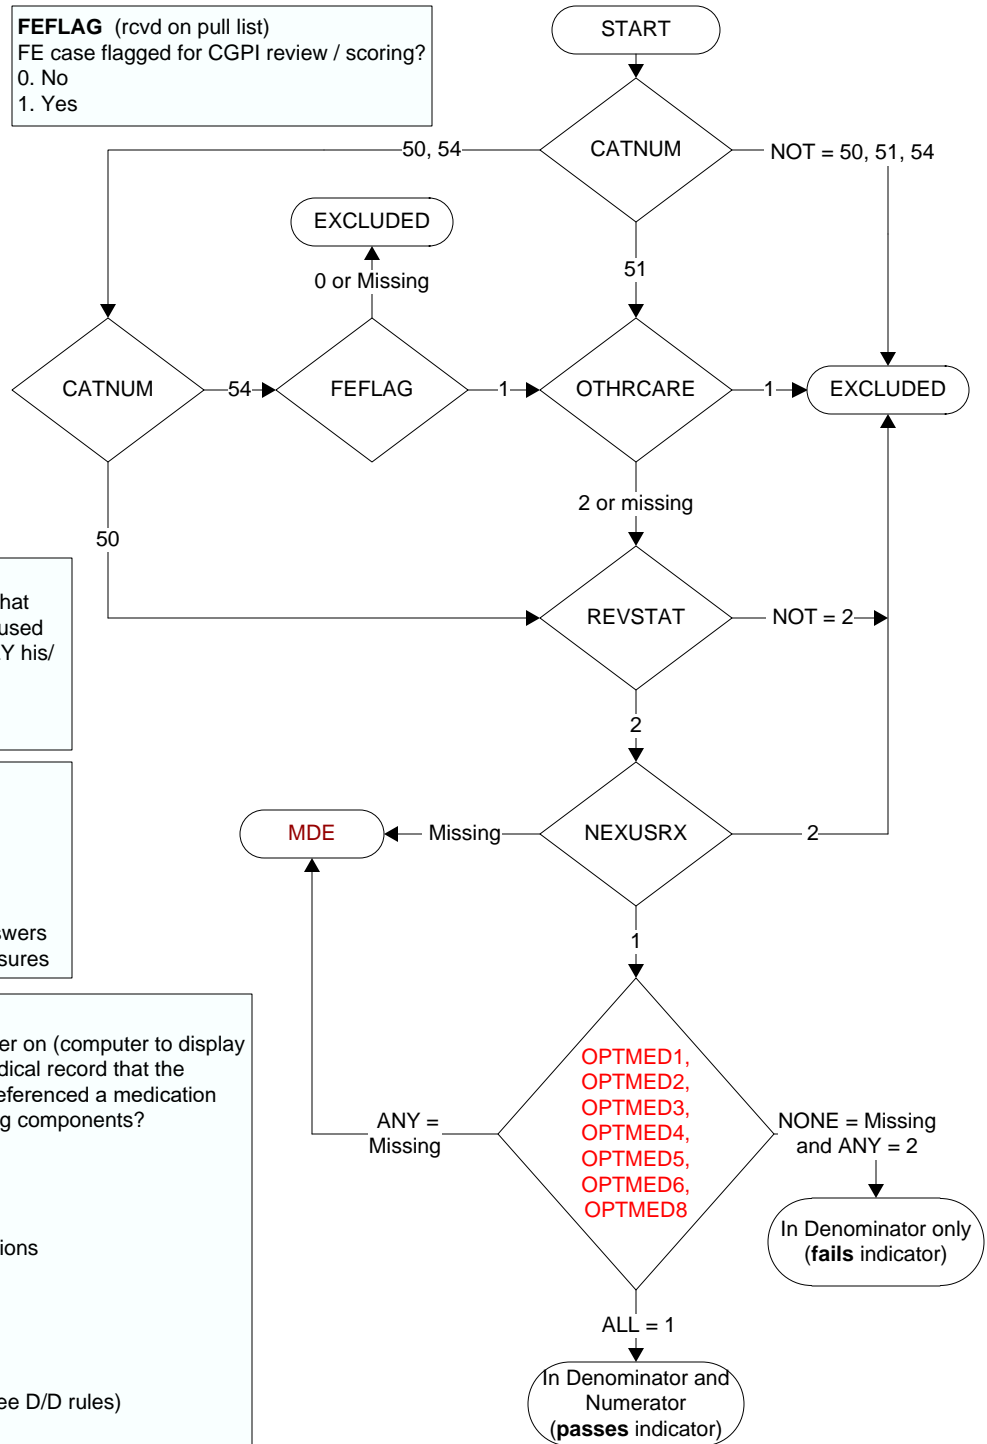 FEFLAG (rcvd on pull list)
FE case flagged for CGPI review / scoring?
0. No
1. Yes
START
CATNUM
50, 54
NOT = 50, 51, 54
EXCLUDED
0 or Missing
51
CATNUM
54
FEFLAG
1
OTHRCARE
1
EXCLUDED
2 or missing
50
hat
used
Y his/
REVSTAT
NOT = 2
2
MDE
Missing
NEXUSRX
2
swers
sures
1
er on (computer to display
dical record that the
eferenced a medication
g components?
OPTMED1,
OPTMED2,
OPTMED3,
OPTMED4,
OPTMED5,
OPTMED6,
OPTMED8
ANY =
Missing
NONE = Missing
and ANY = 2
In Denominator only
(fails indicator)
ions
ALL = 1
In Denominator and
Numerator
(passes indicator)
ee D/D rules)